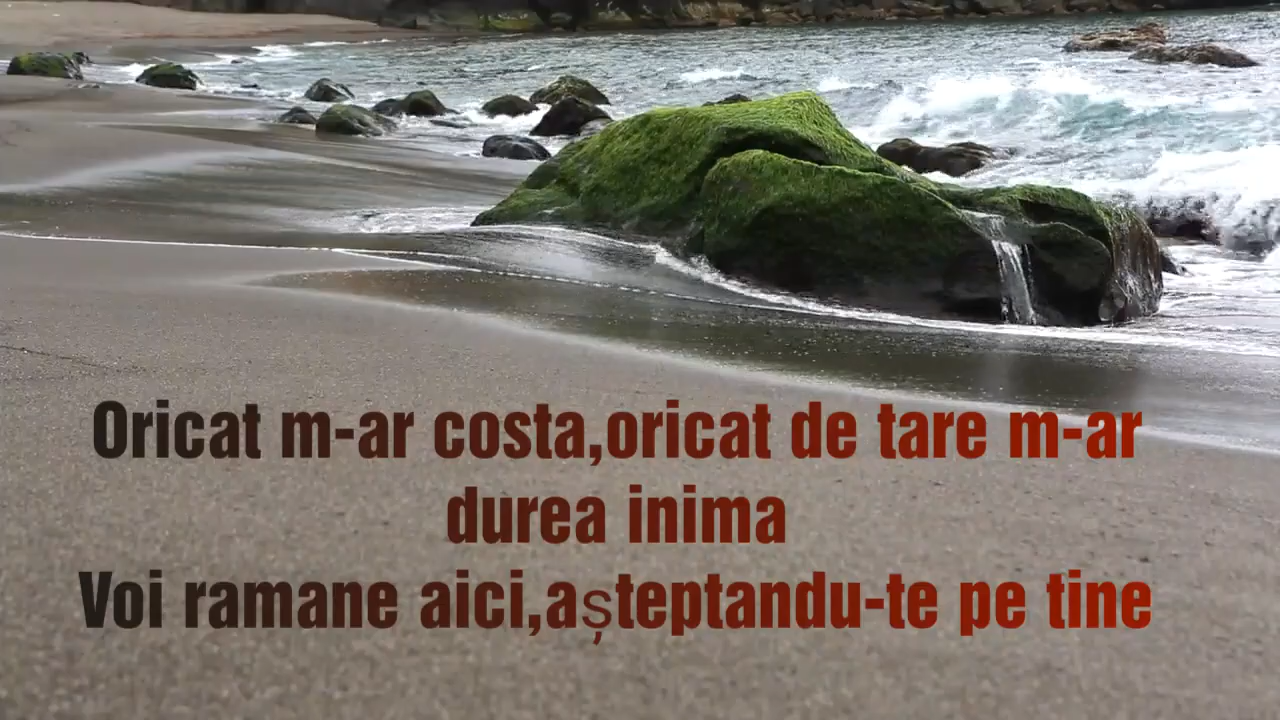 Oricat m-ar costa,oricat de tare m-ar
durea inima
Voi ramane aici,așteptandu-te pe tine